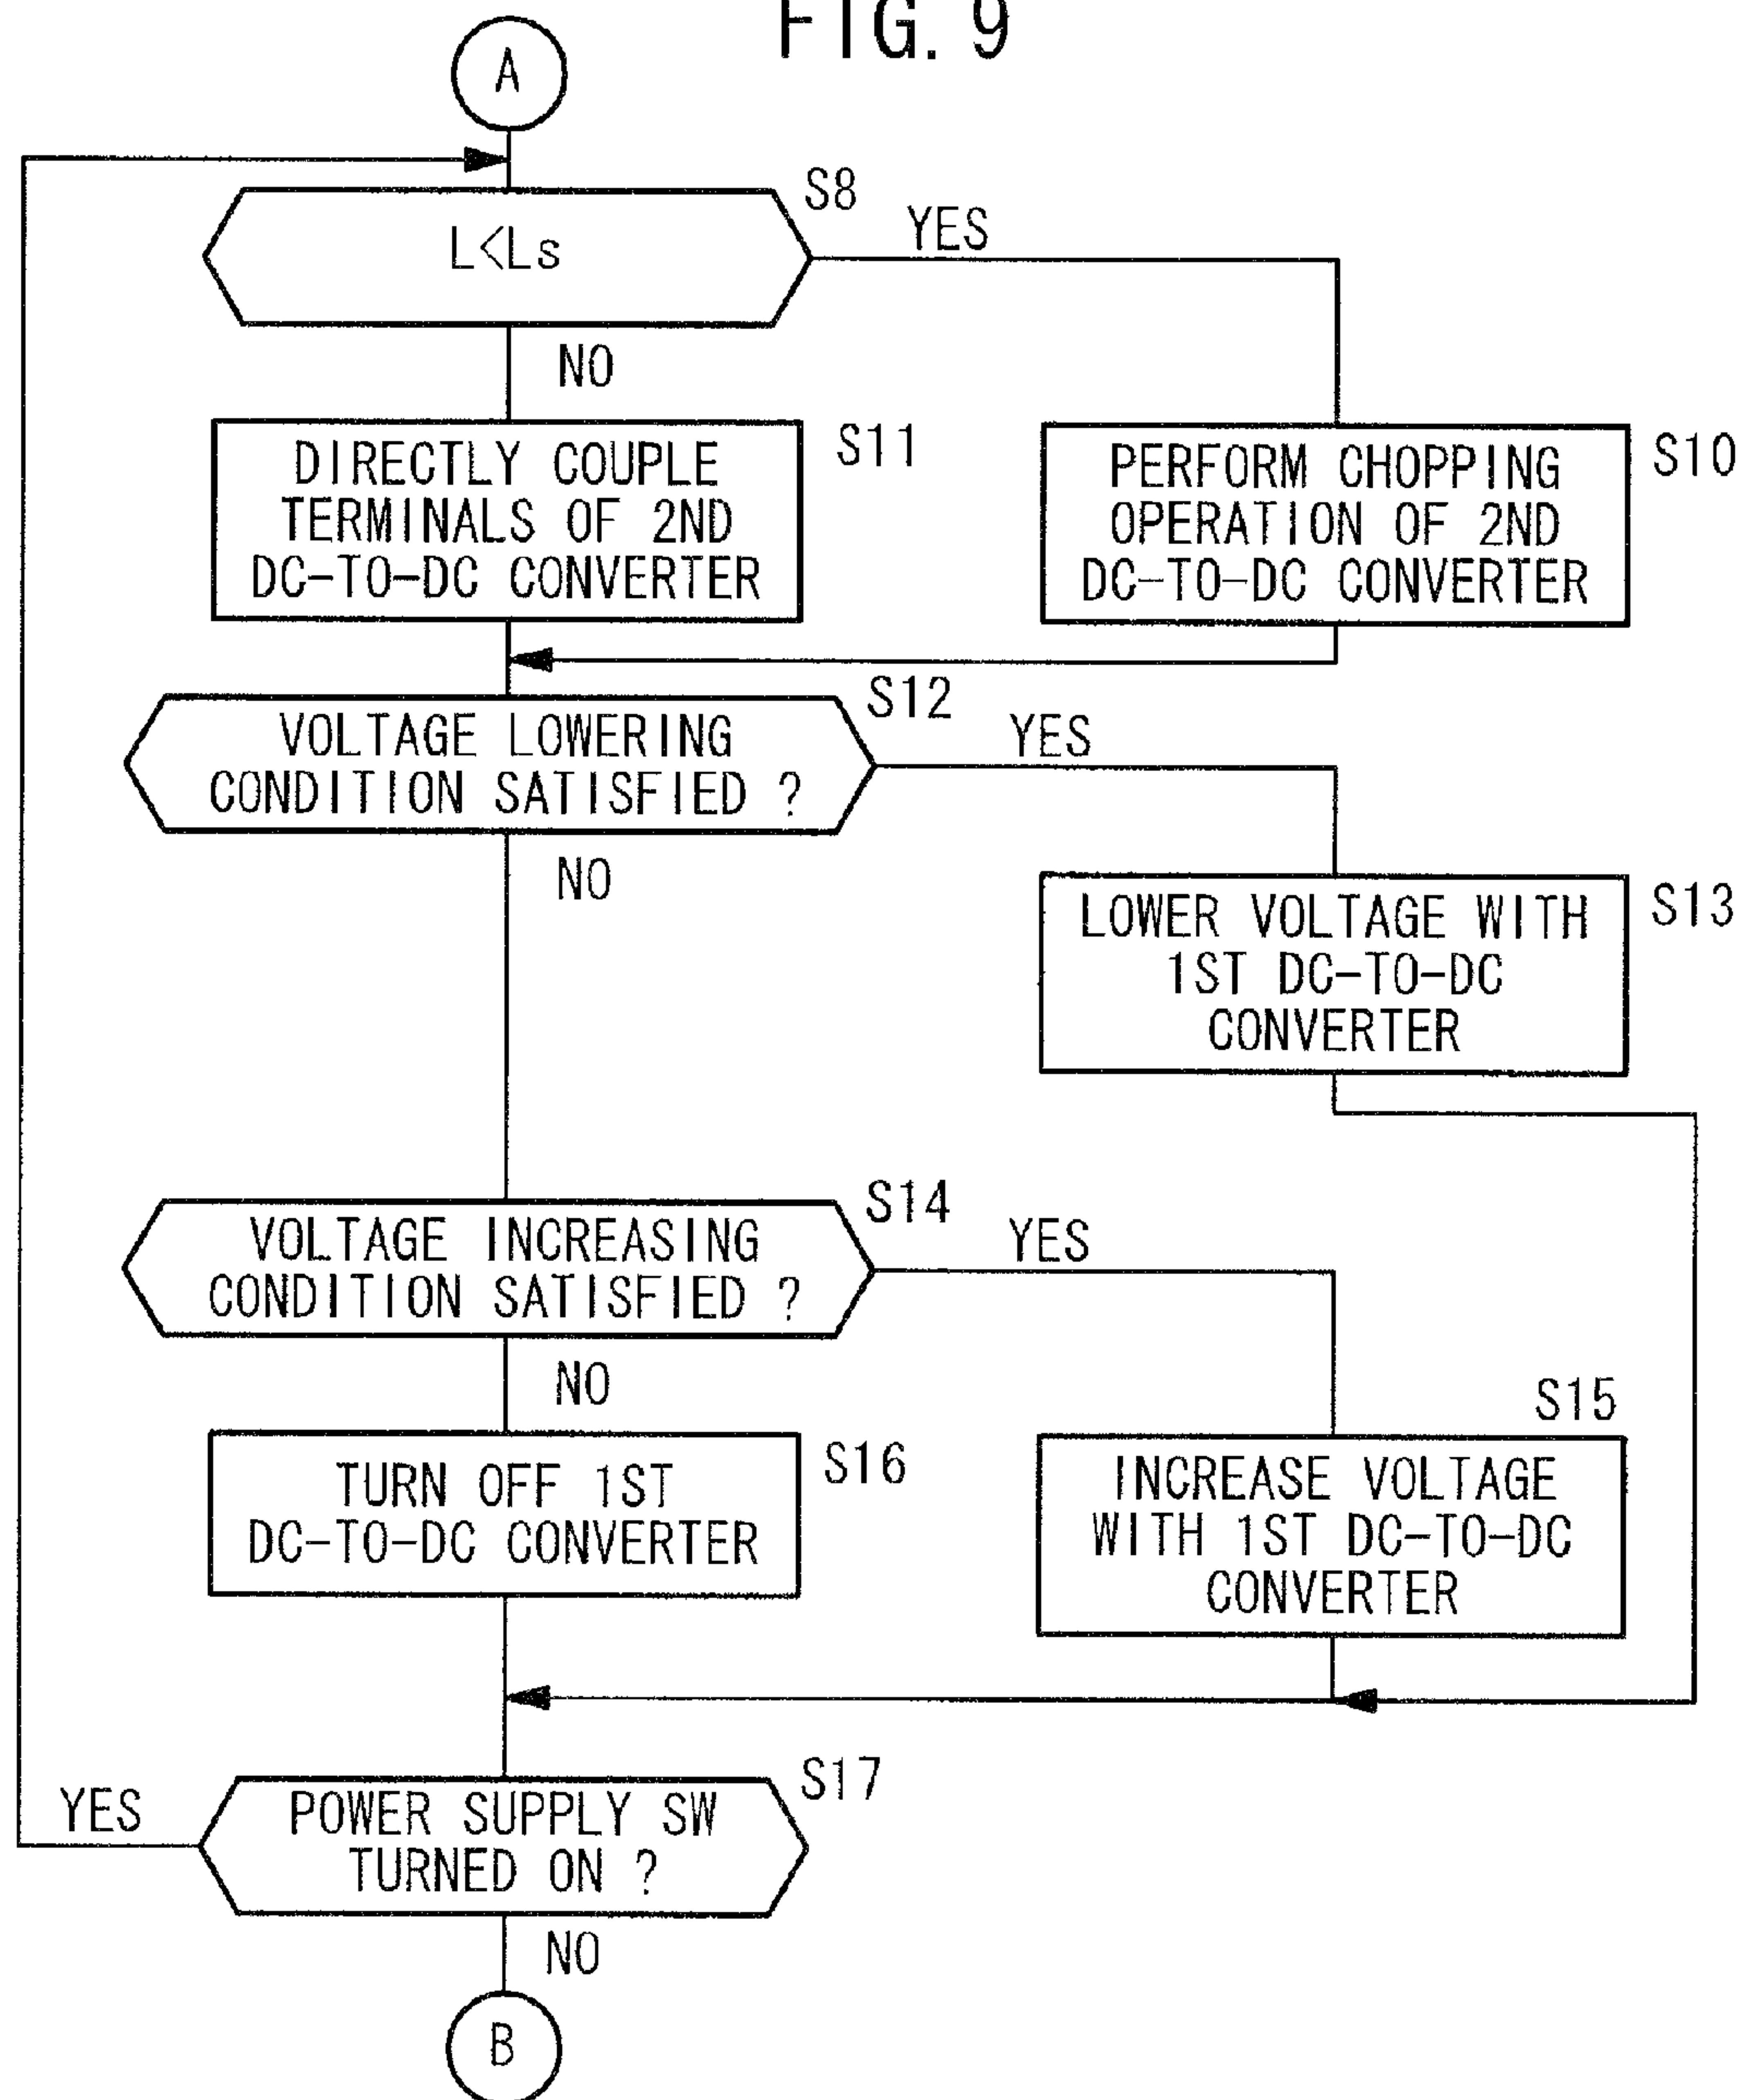 FIG. 9
A
S8
L<Ls
YES
NO
DIRECTLY COUPLE
TERMINALS OF 2ND
DC-TO-DC CONVERTER
S11
PERFORM CHOPPING
OPERATION OF 2ND
DC-TO-DC CONVERTER
S10
S12
VOLTAGE LOWERING
CONDITION SATISFIED ?
YES
NO
LOWER VOLTAGE WITH
1ST DC-TO-DC
CONVERTER
S13
S14
VOLTAGE INCREASING
CONDITION SATISFIED ?
YES
NO
S15
TURN OFF 1ST
DC-TO-DC CONVERTER
S16
INCREASE VOLTAGE
WITH 1ST DC-TO-DC
CONVERTER
S17
YES
POWER SUPPLY SW
TURNED ON ?
NO
B